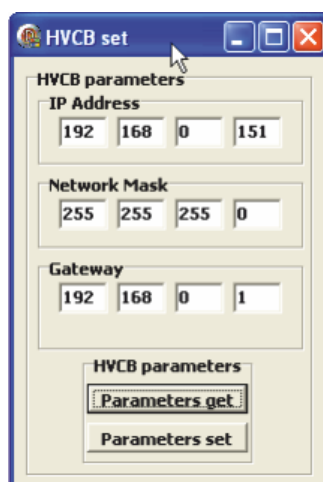 HVCB set
HVCB parameters
IP Address
192 168 0 151
Network Mask
255 255 255 0
Gateway
192 168 0 1
HVCB parameters
Parameters get
Parameters set